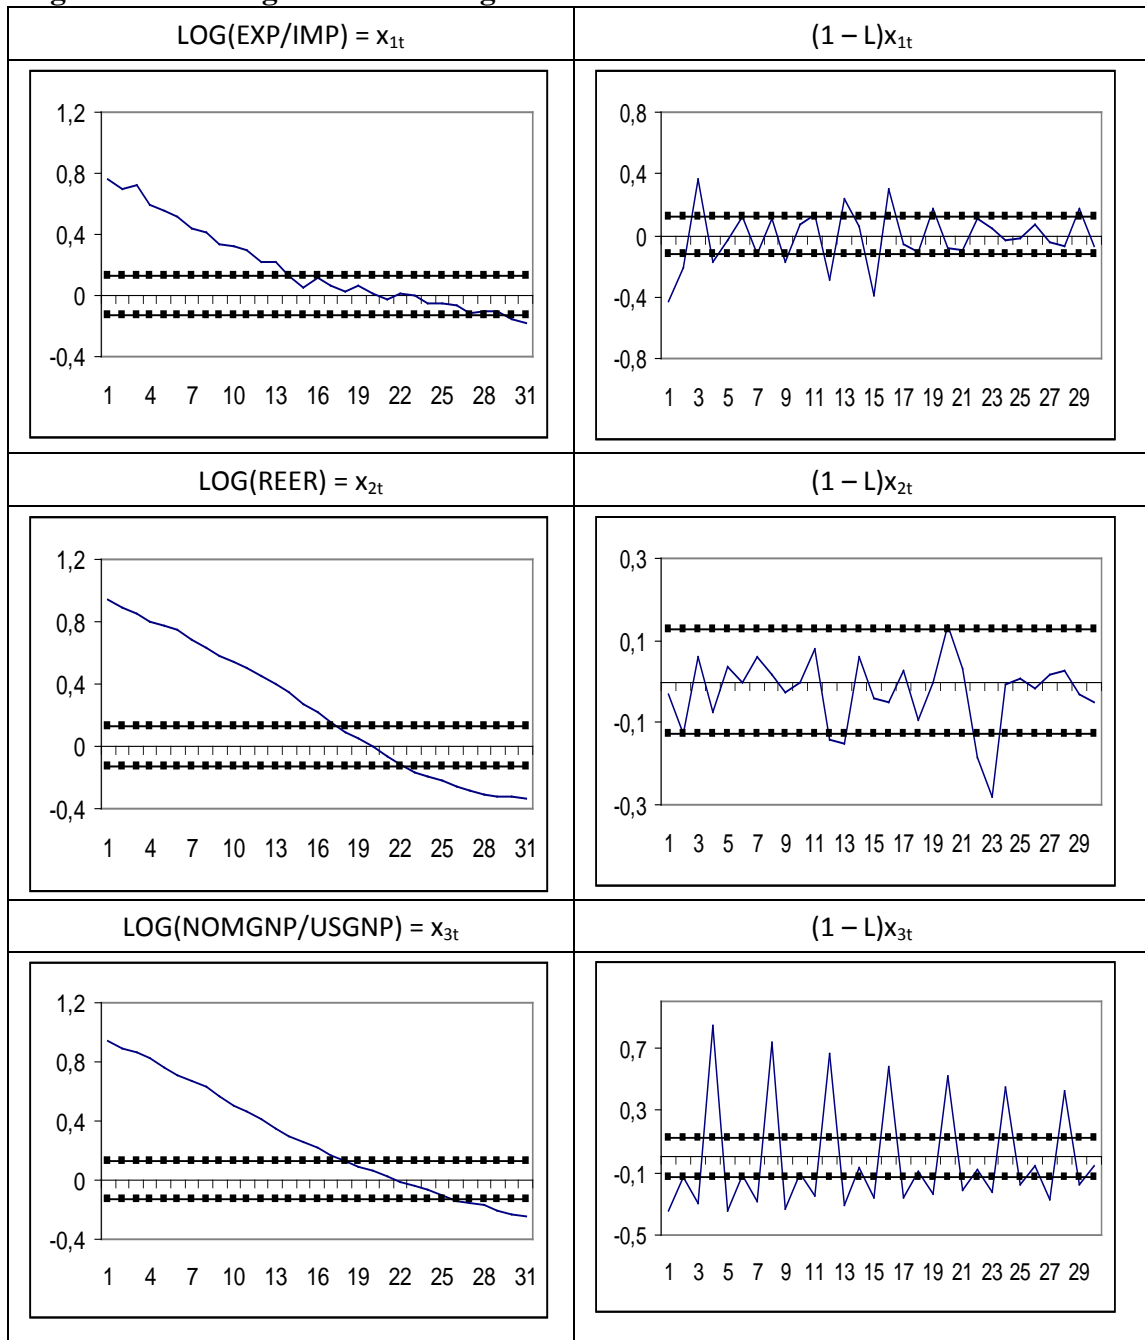 LOG(EXP/IMP) = x1t
(1 – L)x1t
1,2
0,8
0,4
0
-0,4
1 4 7 10 13 16 19 22 25 28 31
0,8
0,4
0
-0,4
-0,8
1 3 5 7 9 11 13 15 17 19 21 23 25 27 29
LOG(REER) = x2t
(1 – L)x2t
1,2
0,8
0,4
0
-0,4
1 4 7 10 13 16 19 22 25 28 31
0,3
0,1
-0,1
-0,3
1 3 5 7 9 11 13 15 17 19 21 23 25 27 29
LOG(NOMGNP/USGNP) = x3t
(1 – L)x3t
1,2
0,8
0,4
0
-0,4
1 4 7 10 13 16 19 22 25 28 31
0,7
0,3
-0,1
-0,5
1 3 5 7 9 11 13 15 17 19 21 23 25 27 29